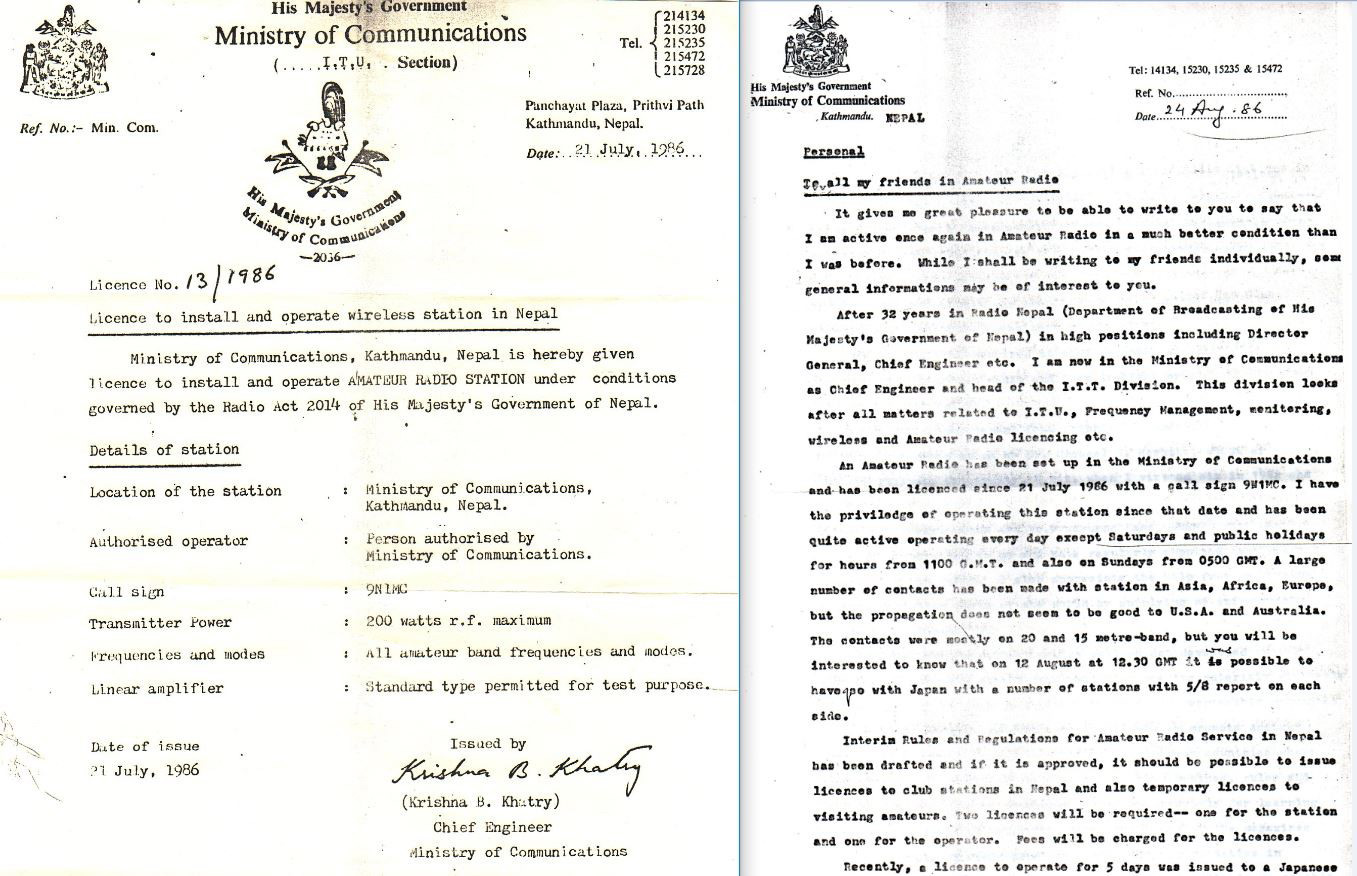 His Majesty's Government
Ministry of Communications
(.....I.T.U. . Section)
Tel.
214134
215230
215235
215472
215728
Panchayat Plaza, Prithvi Path
Kathmandu, Nepal.
Ref. No.:- Min. Com.
Date:..21 July, 1986...
His Majesty's Government
Ministry of Communications
—2036—
Licence No. 13/1986
Licence to install and operate wireless station in Nepal
Ministry of Communications, Kathmandu, Nepal is hereby given
licence to install and operate AMATEUR RADIO STATION under conditions
governed by the Radio Act 2014 of His Majesty's Government of Nepal.
Details of station
Location of the station : Ministry of Communications,
Kathmandu, Nepal.
Authorised operator : Person authorised by
Ministry of Communications.
Call sign : 9N1MC
Transmitter Power : 200 watts r.f. maximum
Frequencies and modes : All amateur band frequencies and modes.
Linear amplifier : Standard type permitted for test purpose.
Date of issue
21 July, 1986
Issued by
Krishna B. Khatry
(Krishna B. Khatry)
Chief Engineer
Ministry of Communications
His Majesty's Government
Ministry of Communications
Kathmandu. NEPAL
Tel: 14134, 15230, 15235 & 15472
Ref. No..............................
Date...24 Aug. 86
Personal
To all my friends in Amateur Radio
It gives me great pleasure to be able to write to you to say that
I am active once again in Amateur Radio in a much better condition than
I was before. While I shall be writing to my friends individually, some
general informations may be of interest to you.
After 32 years in Radio Nepal (Department of Broadcasting of His
Majesty's Government of Nepal) in high positions including Director
General, Chief Engineer etc. I am now in the Ministry of Communications
as Chief Engineer and head of the I.T.T. Division. This division looks
after all matters related to I.T.U., Frequency Management, menitering,
wireless and Amateur Radio licencing etc.
An Amateur Radio has been set up in the Ministry of Communications
and has been licenced since 21 July 1986 with a call sign 9N1MC. I have
the priviledge of operating this station since that date and has been
quite active operating every day except Saturdays and public holidays
for hours from 1100 G.M.T. and also on Sundays from 0500 GMT. A large
number of contacts has been made with station in Asia, Africa, Europe,
but the propagation does not seem to be good to U.S.A. and Australia.
The contacts were mostly on 20 and 15 metre-band, but you will be
interested to know that on 12 August at 12.30 GMT it was possible to
have qso with Japan with a number of stations with 5/8 report on each
side.
Interim Rules and Regulations for Amateur Radio Service in Nepal
has been drafted and if it is approved, it should be possible to issue
licences to club stations in Nepal and also temporary licences to
visiting amateurs. Two licences will be required-- one for the station
and one for the operator. Fees will be charged for the licences.
Recently, a licence to operate for 5 days was issued to a Japanese